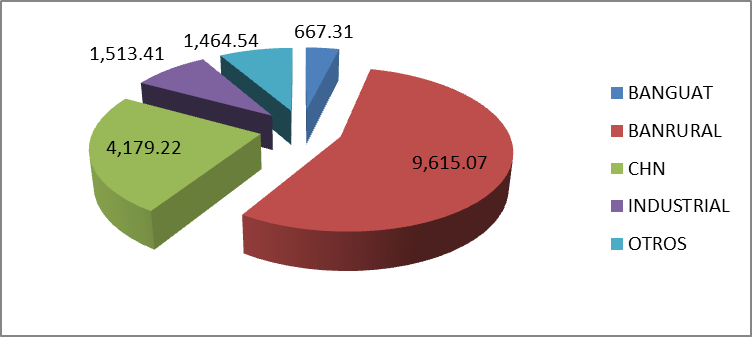 667.31
1,464.54
1,513.41
4,179.22
9,615.07
BANGUAT
BANRURAL
CHN
INDUSTRIAL
OTROS